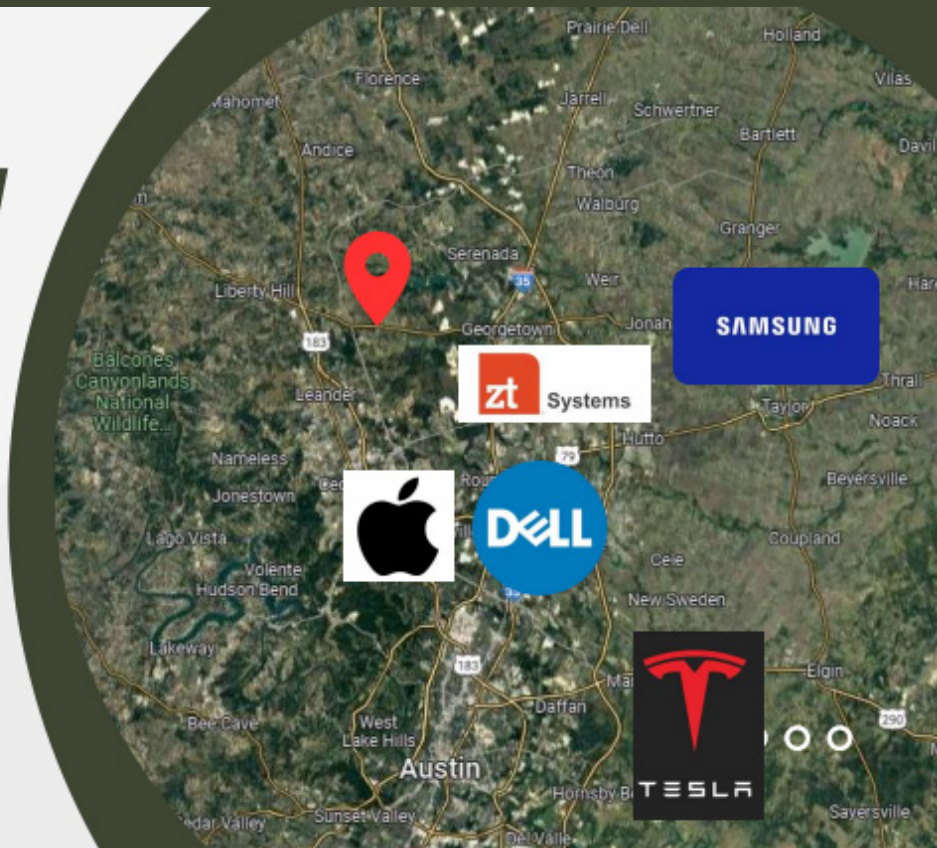 Prairie Dell
Holland
Florence
Vilas
Mahomet
Jarrell
Schwertner
Andice
Bartlett
Theon
Walburg
Granger
Serenada
35
Weir
Liberty Hill
Georgetown
Jonah
SAMSUNG
183
Balcones
Canyonlands
National
Wildlife...
Leander
zt Systems
Thrall
Taylor
Noack
Hutto
79
Nameless
Beyersville
Jonestown
DELL
Lago Vista
Coupland
Cele
Volente
Hudson Bend
New Sweden
Lakeway
183
Elgin
Daffan
290
Bee Cave
West
Lake Hills
Austin
TESLA
Sunset Valley
Sayersville
Del Valle